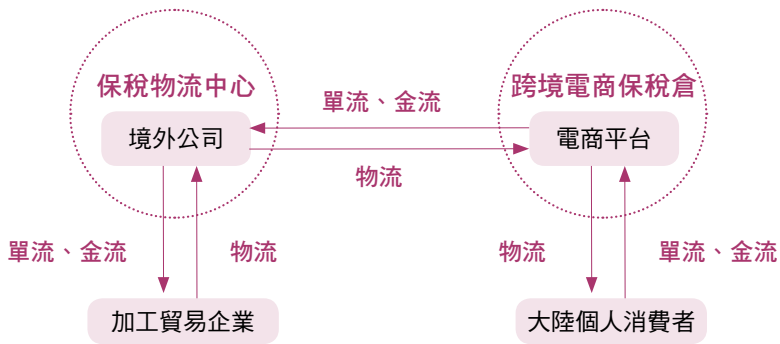 保稅物流中心
跨境電商保稅倉
單流、金流
境外公司
電商平台
物流
單流、金流
物流
物流
單流、金流
加工貿易企業
大陸個人消費者